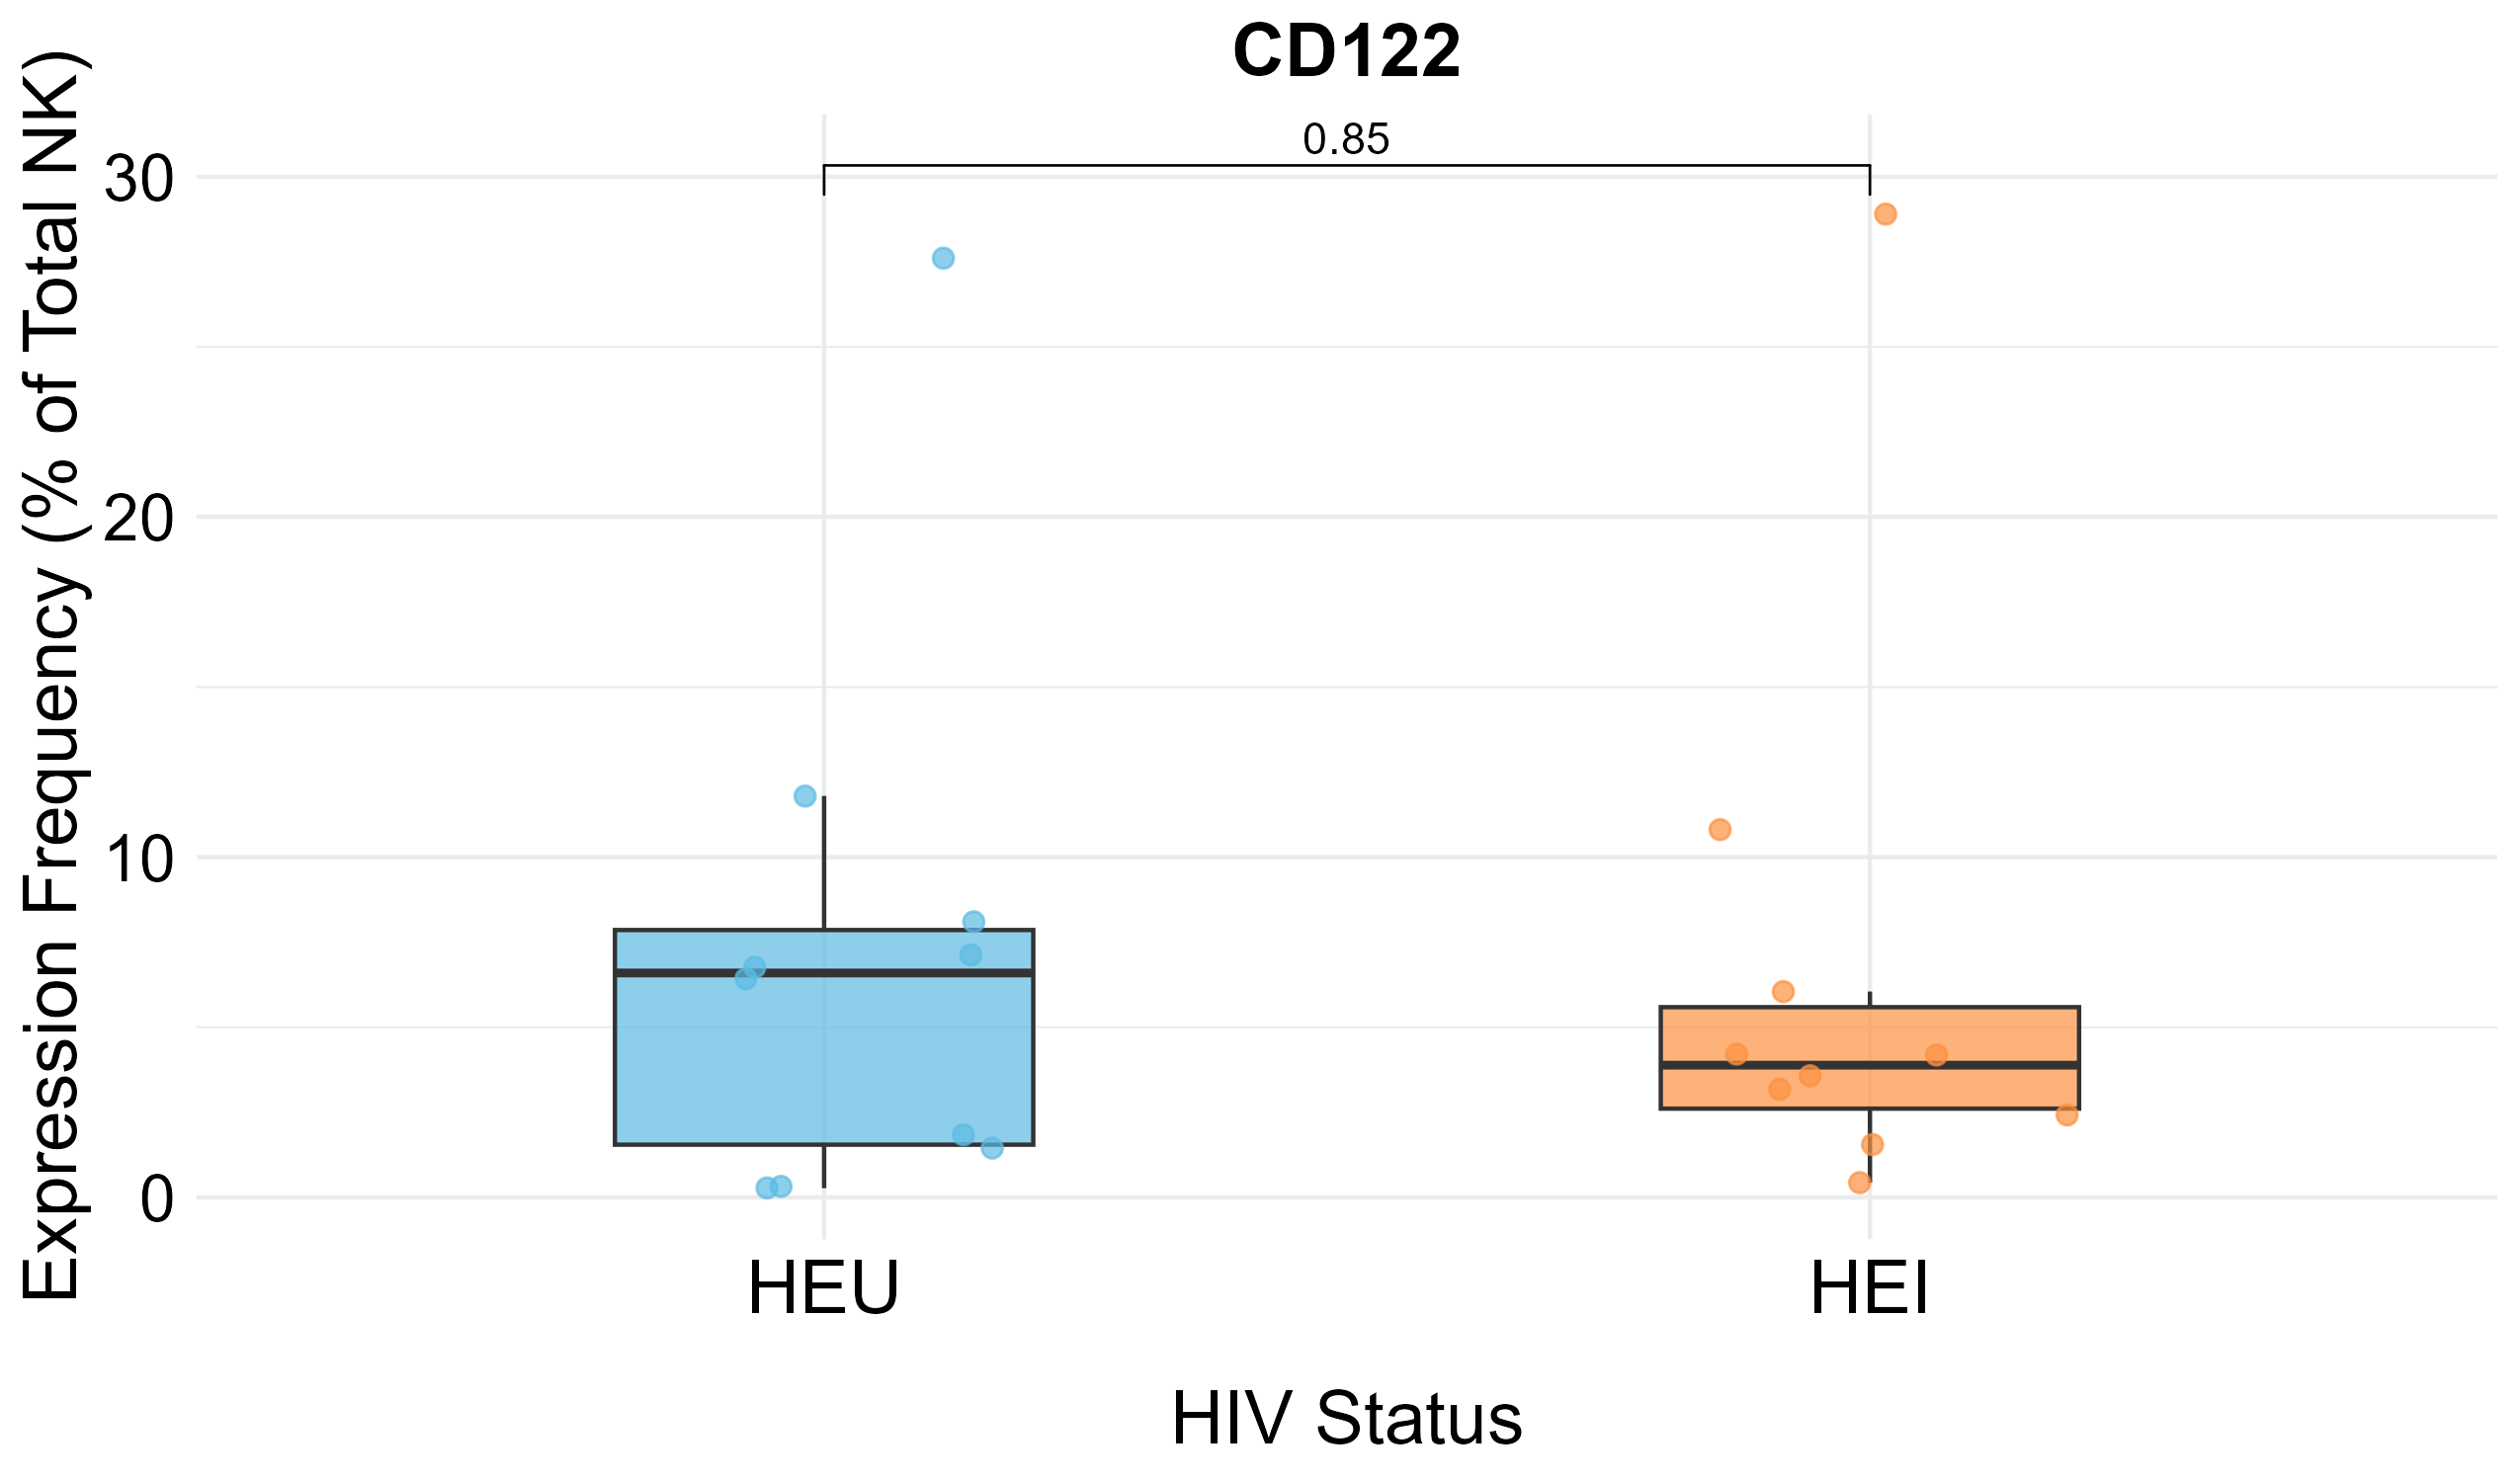 CD122
0.85
Expression Frequency (% of Total NK)
30
20
10
0
HEU
HEI
HIV Status